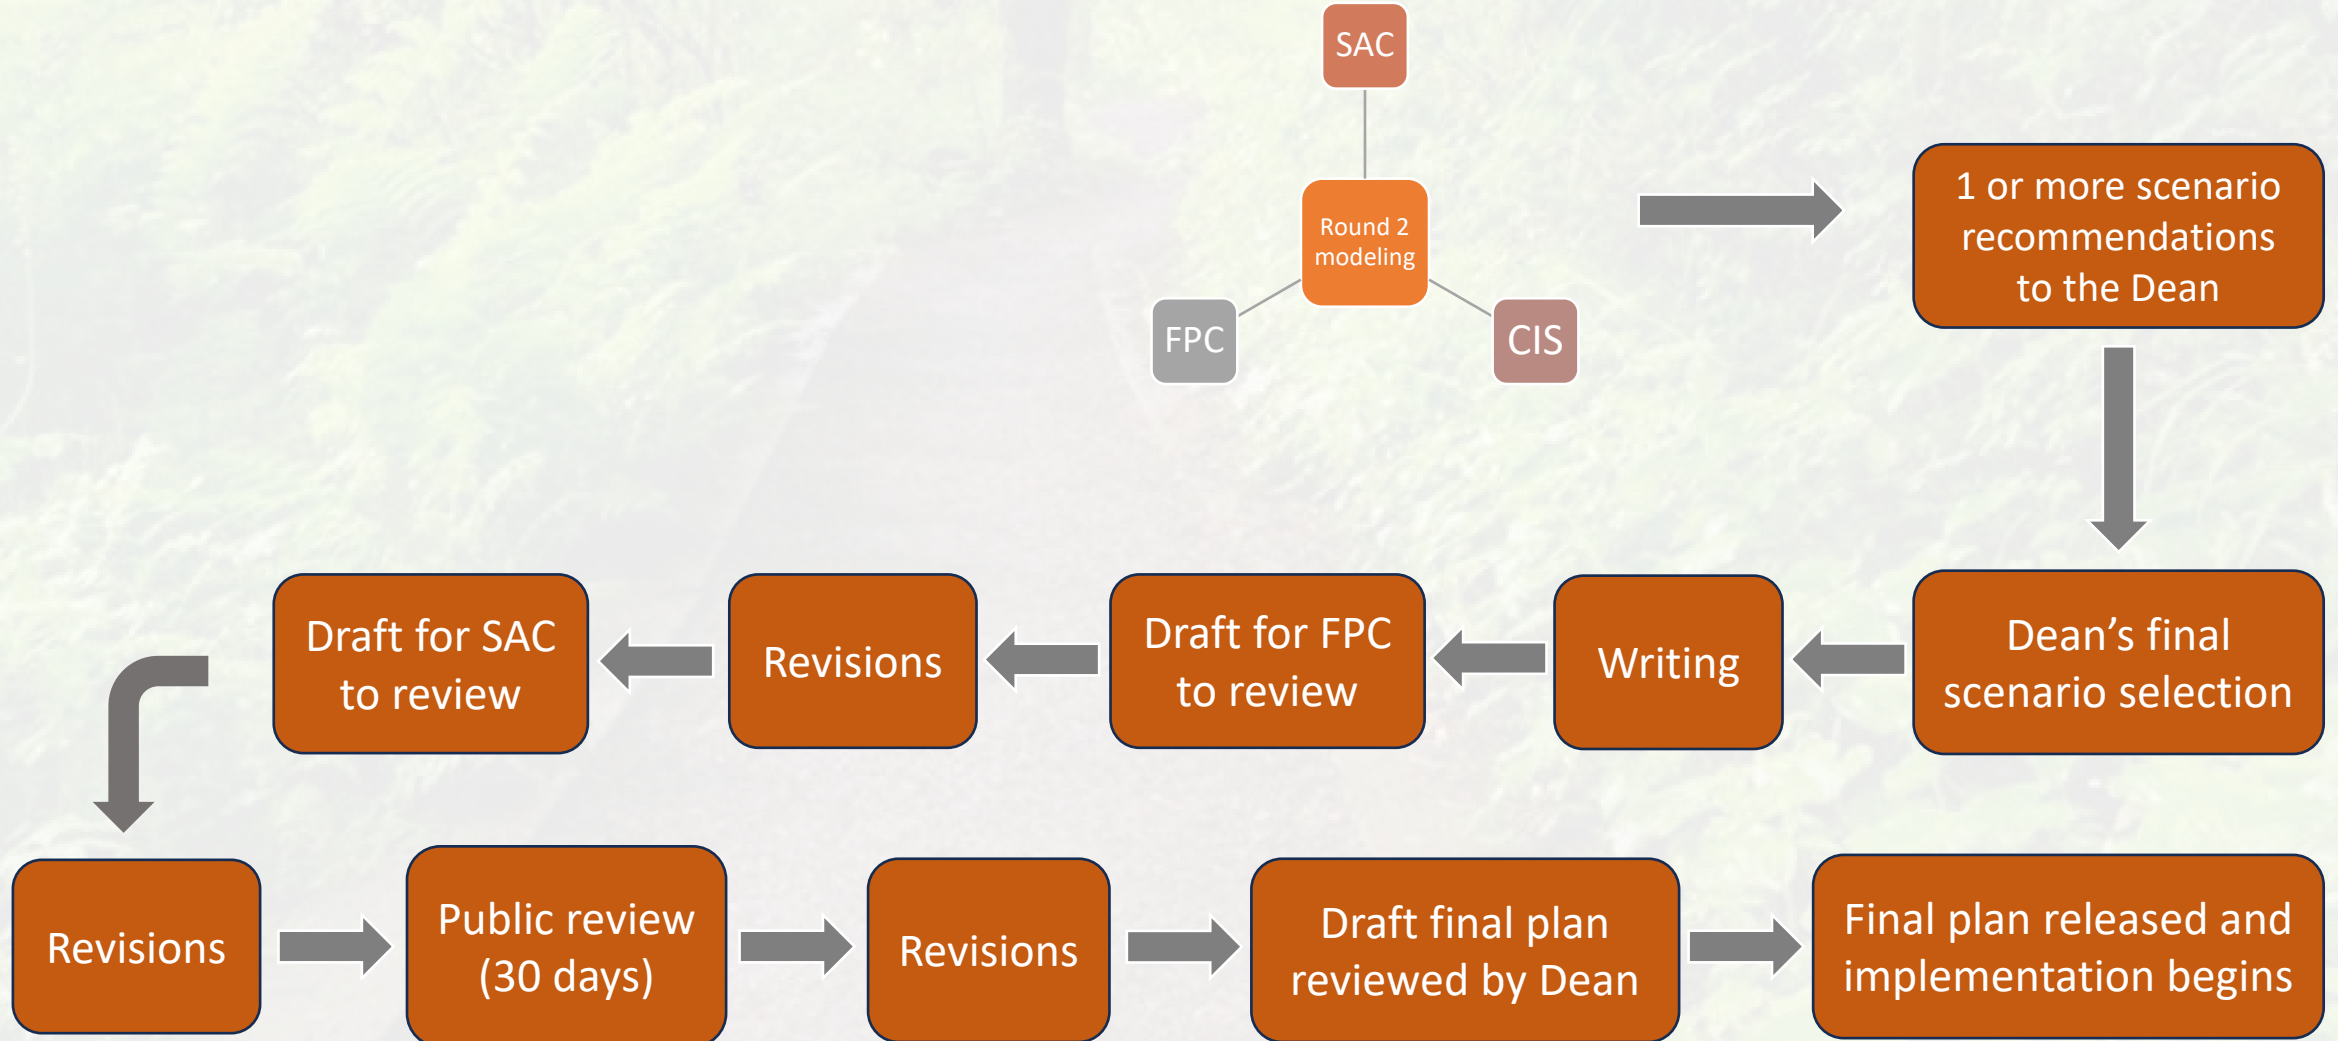 SAC
Round 2
modeling
FPC
CIS
1 or more scenario
recommendations
to the Dean
Dean’s final
scenario selection
Writing
Draft for FPC
to review
Revisions
Draft for SAC
to review
Revisions
Public review
(30 days)
Revisions
Draft final plan
reviewed by Dean
Final plan released and
implementation begins